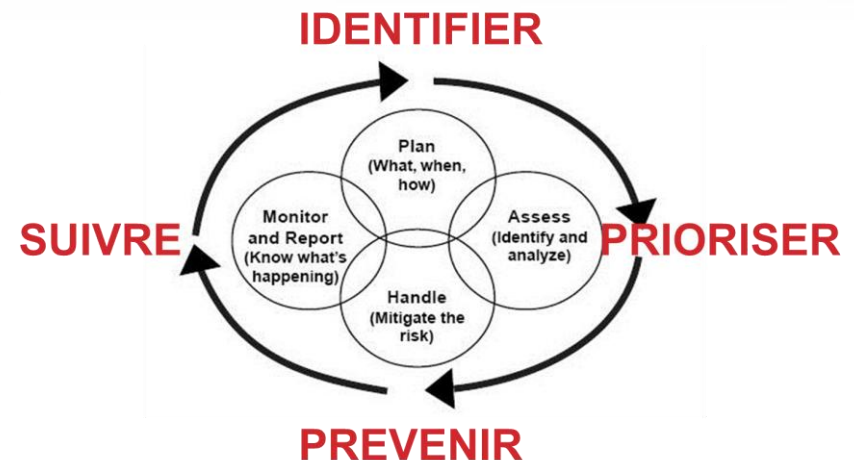 IDENTIFIER
Plan
(What, when,
how)
SUIVRE
Monitor
and Report
(Know what's
happening)
Assess
(Identify and
analyze)
PRIORISER
Handle
(Mitigate the
risk)
PREVENIR